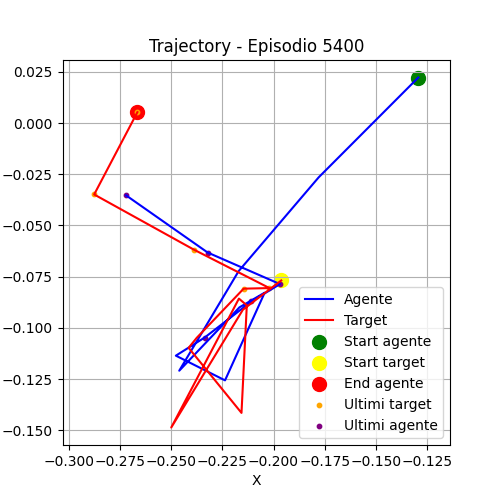 Trajectory - Episodio 5400
0.025
0.000
−0.025
−0.050
−0.075
−0.100
−0.125
−0.150
Agente
Target
Start agente
Start target
End agente
Ultimi target
Ultimi agente
−0.300−0.275−0.250−0.225−0.200−0.175−0.150−0.125
X